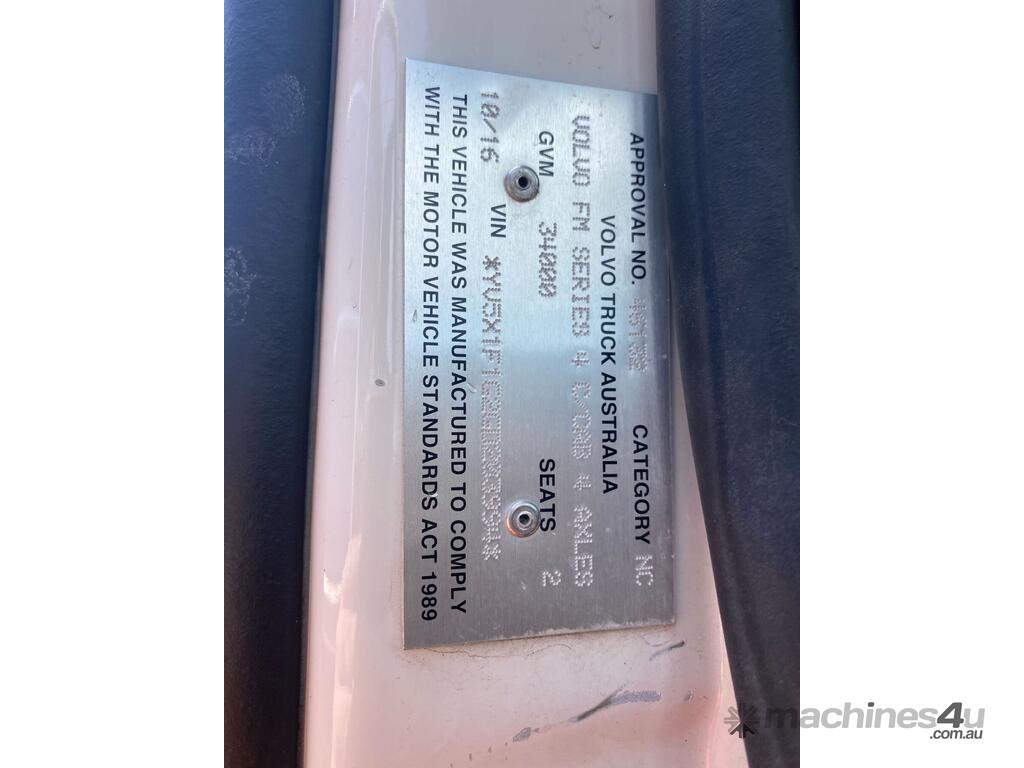 APPROVAL NO. CATEGORY NC
VOLVO TRUCK AUSTRALIA
VOLVO FM SERIES 4 4 AXLES
GVM 34000 SEATS 2
10/16 VIN
THIS VEHICLE WAS MANUFACTURED TO COMPLY
WITH THE MOTOR VEHICLE STANDARDS ACT 1989
machines4u
.com.au